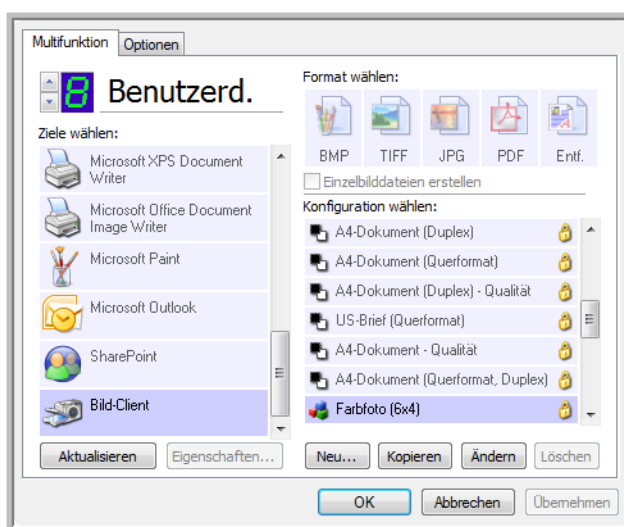 Multifunktion
Optionen
8
Benutzerd.
Ziele wählen:
Microsoft XPS Document
Writer
Microsoft Office Document
Image Writer
Microsoft Paint
Microsoft Outlook
SharePoint
Bild-Client
Aktualisieren
Eigenschaften...
Format wählen:
BMP
TIFF
JPG
PDF
Entf.
Einzelbilddateien erstellen
Konfiguration wählen:
A4-Dokument (Duplex)
A4-Dokument (Querformat)
A4-Dokument (Duplex) - Qualität
US-Brief (Querformat)
A4-Dokument - Qualität
A4-Dokument (Querformat, Duplex)
Farbfoto (6x4)
Neu...
Kopieren
Ändern
Löschen
OK
Abbrechen
Übernehmen